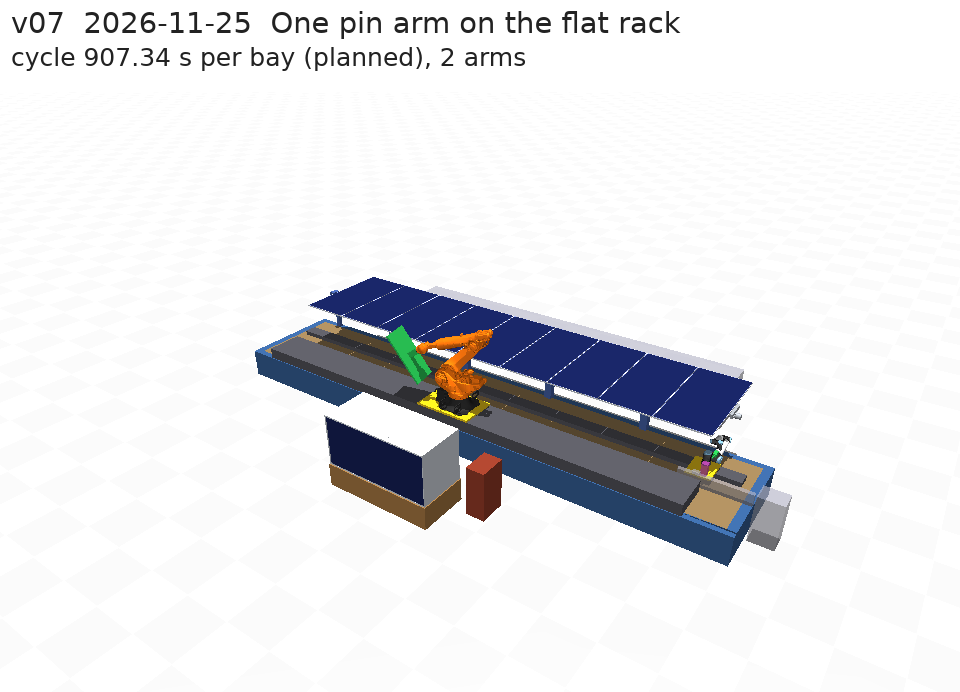 v07  2026-11-25  One pin arm on the flat rack
cycle 907.34 s per bay (planned), 2 arms